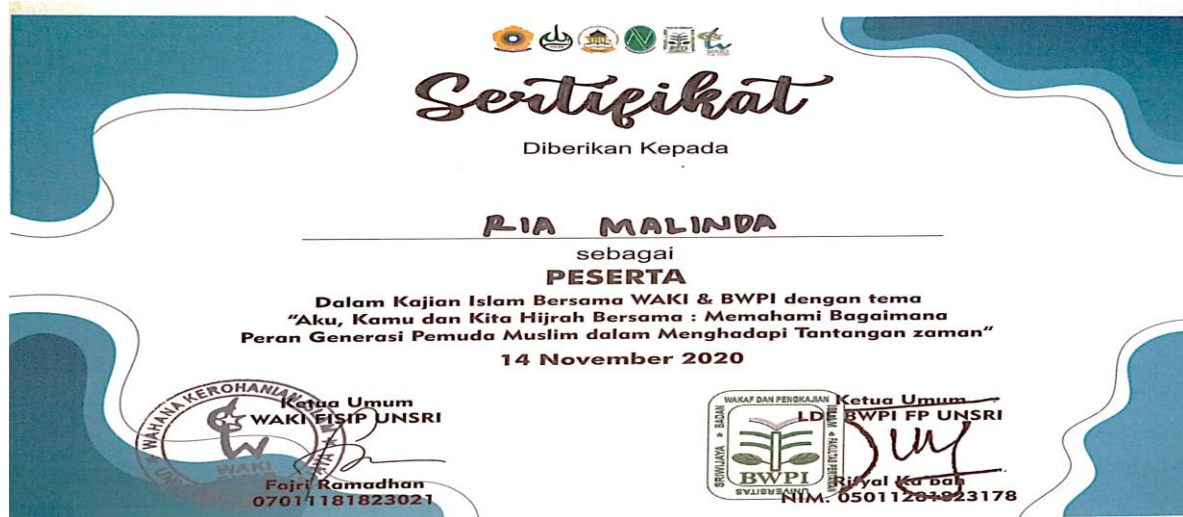 Sertifikat
Diberikan Kepada
RIA MALINDA
sebagai
PESERTA
Dalam Kajian Islam Bersama WAKI & BWPI dengan tema
"Aku, Kamu dan Kita Hijrah Bersama : Memahami Bagaimana
Peran Generasi Pemuda Muslim dalam Menghadapi Tantangan zaman"
14 November 2020
WAHANA KEROHANIAN
WAKI
Ketua Umum
WAKI FISIP UNSRI
Fajri Ramadhan
07011181823021
WAKAF DAN PENGKAJIAN
SRIWIJAYA * BADAN
UNIVERSITAS
BWPI
Ketua Umum
BWPI FP UNSRI
NIM. 05011281823178